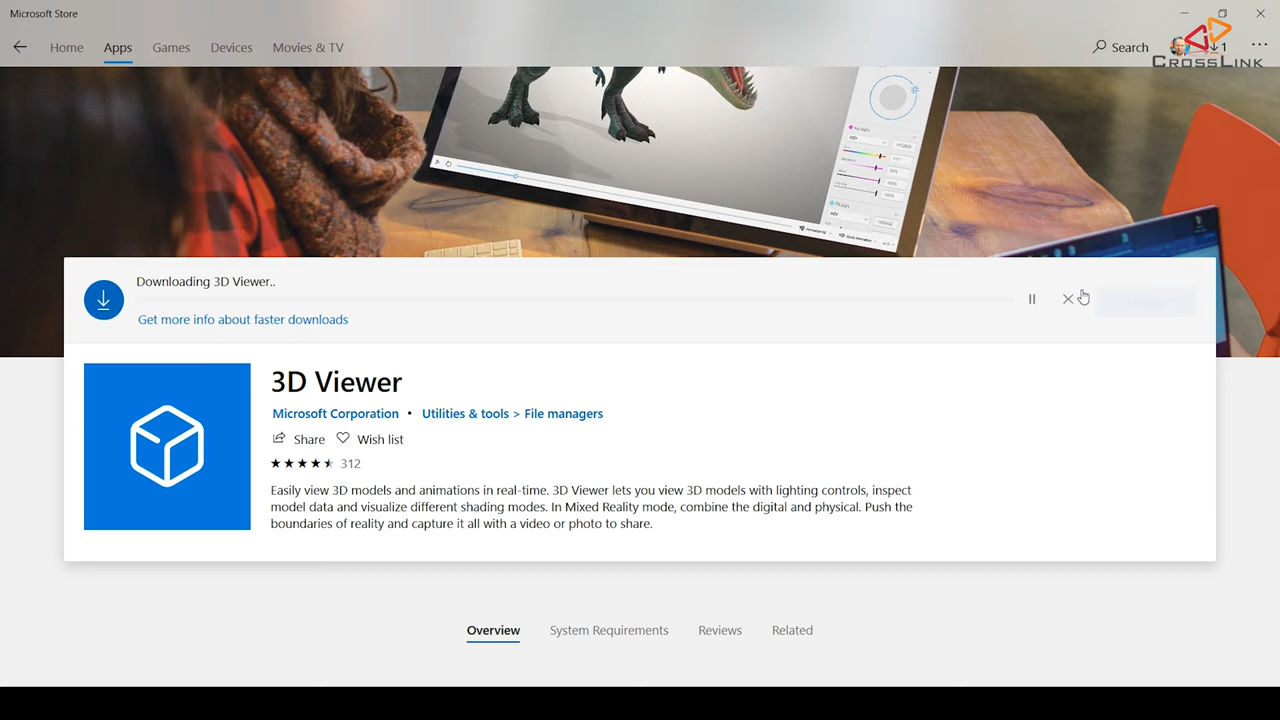 Microsoft Store
Home Apps Games Devices Movies & TV
Search
1
CROSSLINK
Downloading 3D Viewer..
Get more info about faster downloads
3D Viewer
Microsoft Corporation • Utilities & tools > File managers
Share Wish list
312
Easily view 3D models and animations in real-time. 3D Viewer lets you view 3D models with lighting controls, inspect
model data and visualize different shading modes. In Mixed Reality mode, combine the digital and physical. Push the
boundaries of reality and capture it all with a video or photo to share.
Overview System Requirements Reviews Related